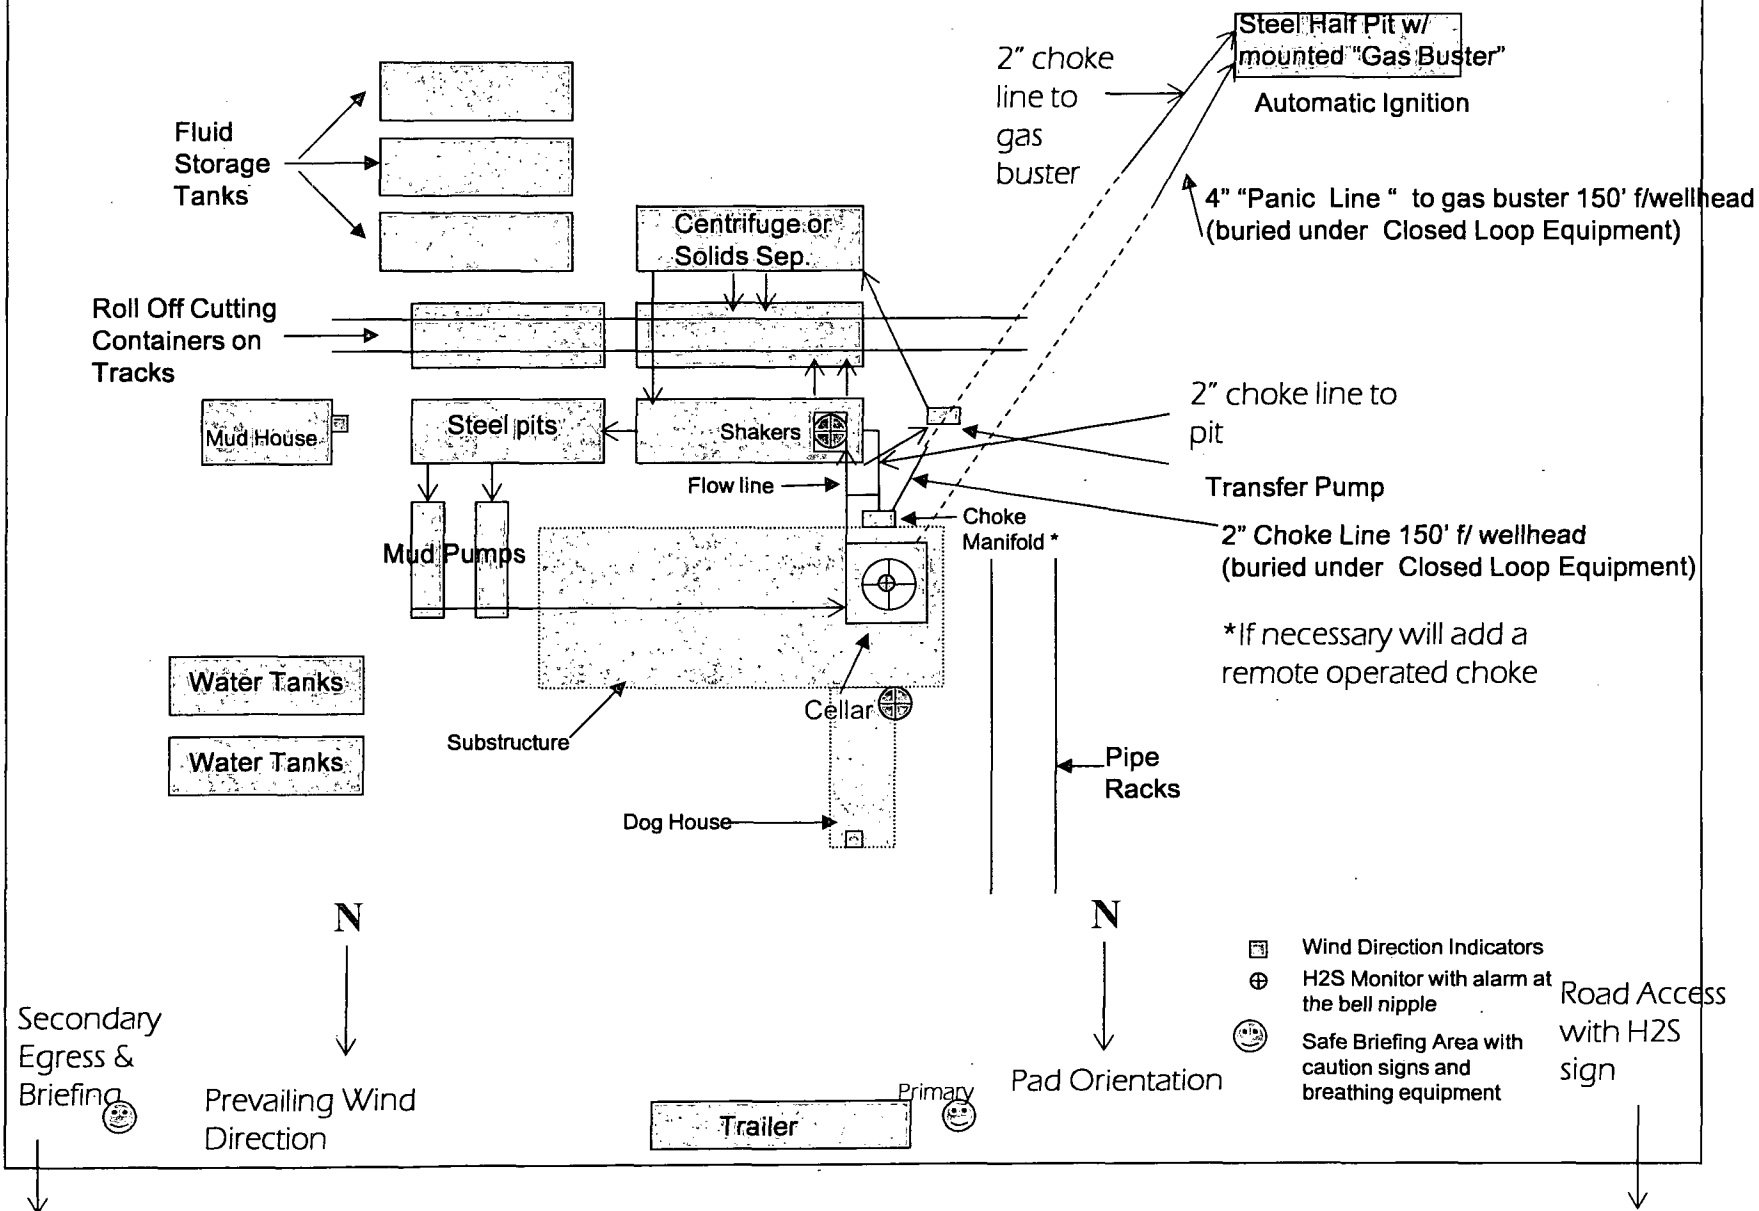 Steel Half Pit w/
mounted "Gas Buster"
Automatic Ignition
2" choke
line to
gas
buster
Fluid
Storage
Tanks
4" "Panic Line " to gas buster 150' f/wellhead
(buried under Closed Loop Equipment)
Centrifuge or
Solids Sep.
Roll Off Cutting
Containers on
Tracks
2" choke line to
pit
Mud House
Steel pits
Shakers
Flow line
Transfer Pump
Choke
Manifold *
2" Choke Line 150' f/ wellhead
(buried under Closed Loop Equipment)
Mud Pumps
*If necessary will add a
remote operated choke
Water Tanks
Cellar
Substructure
Water Tanks
Pipe
Racks
Dog House
N
N
Wind Direction Indicators
H2S Monitor with alarm at
the bell nipple
Safe Briefing Area with
caution signs and
breathing equipment
Road Access
with H2S
sign
Secondary
Egress &
Briefing
Prevailing Wind
Direction
Pad Orientation
Primary
Trailer